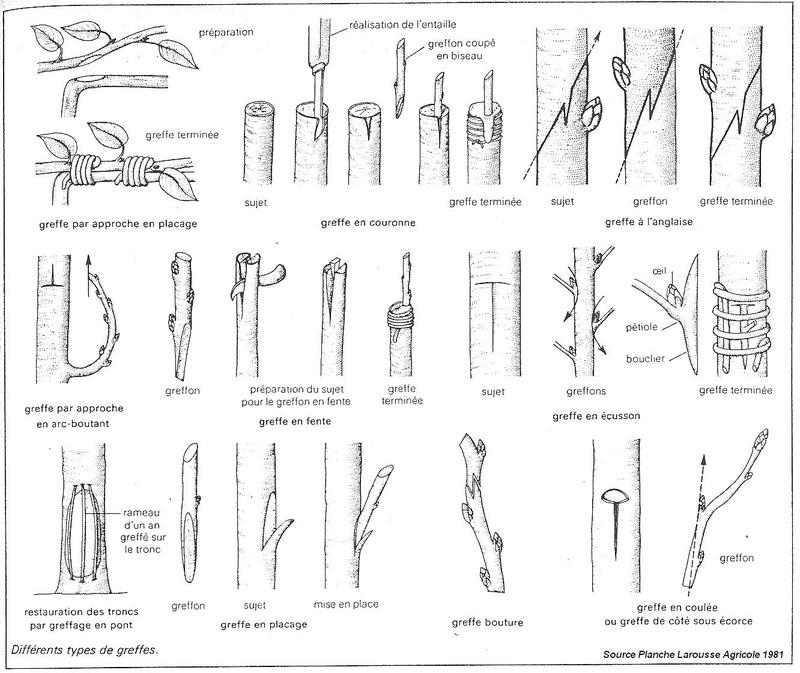 préparation
greffe terminée
greffe par approche en placage
réalisation de l'entaille
greffon coupé
en biseau
sujet
greffe terminée
greffe en couronne
sujet
greffon
greffe terminée
greffe à l'anglaise
greffe par approche
en arc-boutant
greffon
préparation du sujet
pour le greffon en fente
greffe
terminée
greffe en fente
sujet
greffons
œil
pétiole
bouclier
greffe terminée
greffe en écusson
rameau
d'un an
greffé sur
le tronc
restauration des troncs
par greffage en pont
greffon
sujet
mise en place
greffe en placage
greffe bouture
greffon
greffe en coulée
ou greffe de côté sous écorce
Différents types de greffes.
Source Planche Larousse Agricole 1981